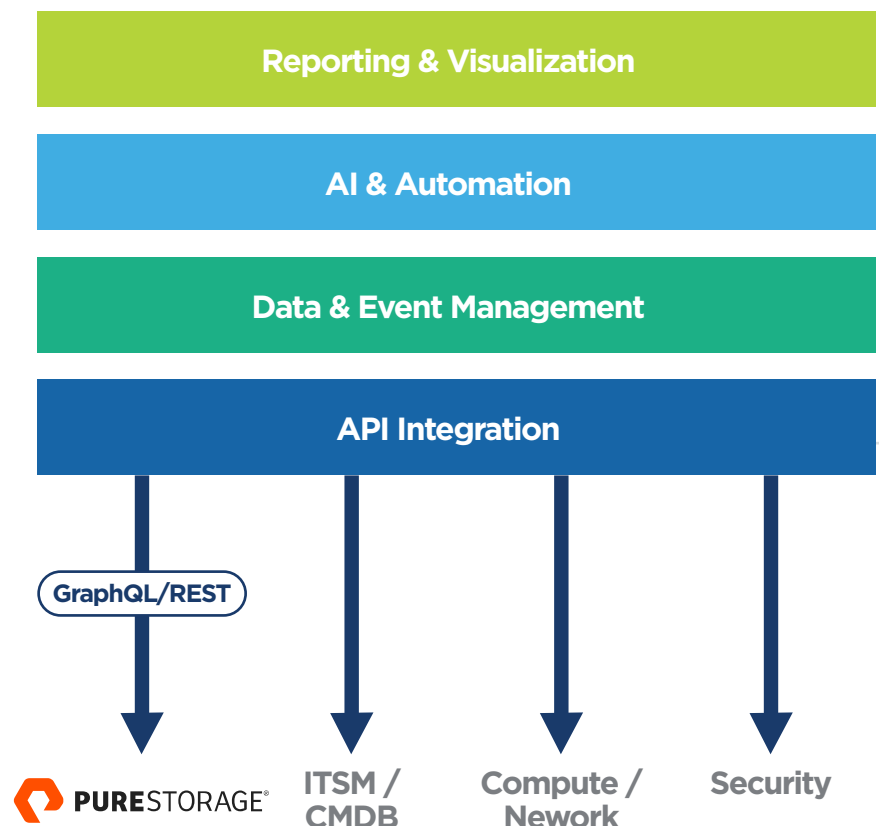 Reporting & Visualization
AI & Automation
Data & Event Management
API Integration
GraphQL/REST
PURESTORAGE®
ITSM /
CMDB
Compute /
Nework
Security